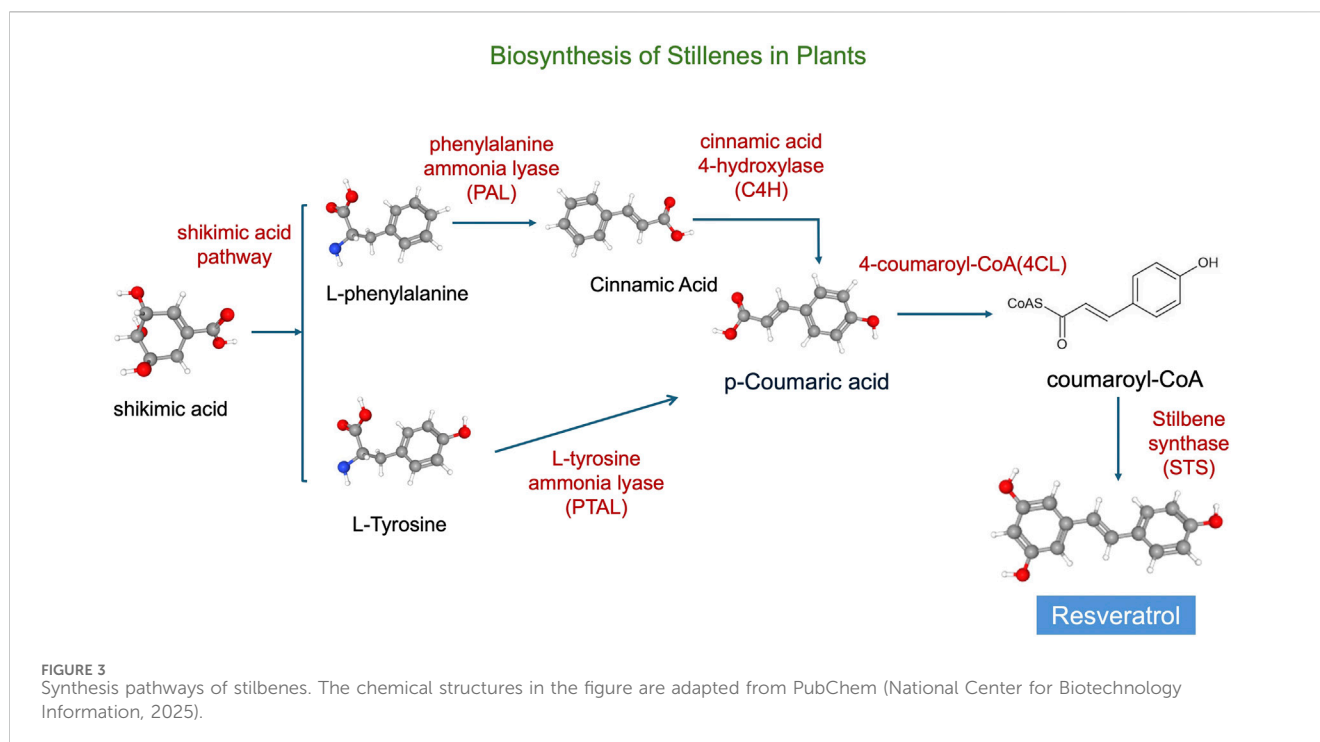 Biosynthesis of Stillenes in Plants
phenylalanine
ammonia lyase
(PAL)
cinnamic acid
4-hydroxylase
(C4H)
shikimic acid
pathway
L-phenylalanine
Cinnamic Acid
4-coumaroyl-CoA(4CL)
OH
CoAS
O
shikimic acid
p-Coumaric acid
coumaroyl-CoA
L-tyrosine
ammonia lyase
(PTAL)
L-Tyrosine
Stilbene
synthase
(STS)
Resveratrol
FIGURE 3
Synthesis pathways of stilbenes. The chemical structures in the figure are adapted from PubChem (National Center for Biotechnology
Information, 2025).